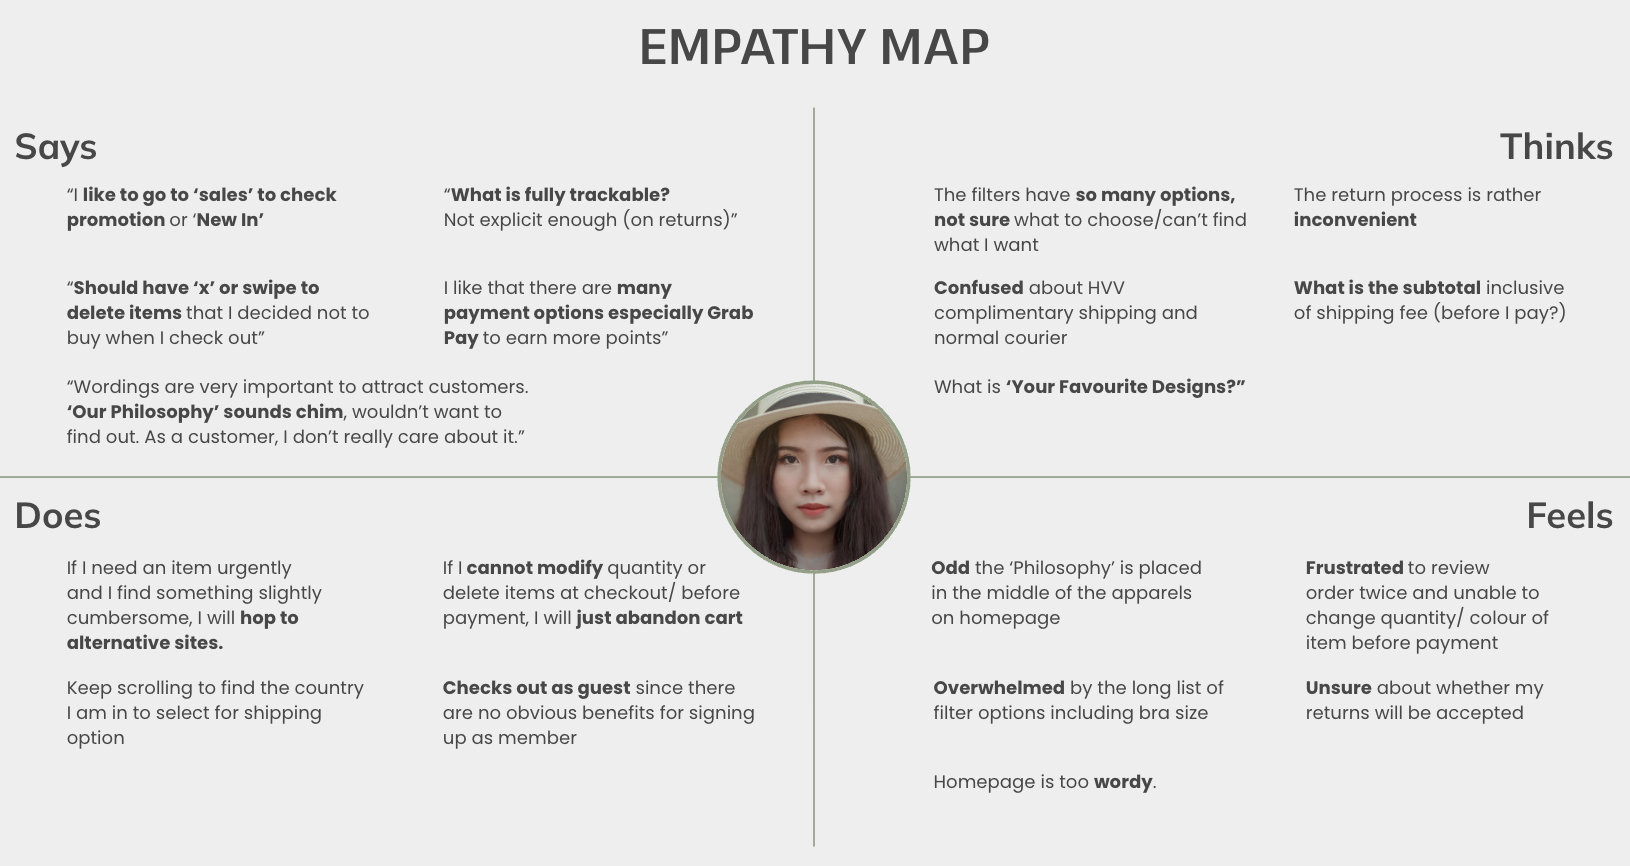 EMPATHY MAP
Says
“I like to go to ‘sales’ to check
promotion or ‘New In’
“What is fully trackable?
Not explicit enough (on returns)”
“Should have ‘x’ or swipe to
delete items that I decided not to
buy when I check out”
I like that there are many
payment options especially Grab
Pay to earn more points”
“Wordings are very important to attract customers.
‘Our Philosophy’ sounds chim, wouldn’t want to
find out. As a customer, I don’t really care about it.”
Thinks
The filters have so many options,
not sure what to choose/can’t find
what I want
The return process is rather
inconvenient
Confused about HVV
complimentary shipping and
normal courier
What is the subtotal inclusive
of shipping fee (before I pay?)
What is ‘Your Favourite Designs?”
Does
If I need an item urgently
and I find something slightly
cumbersome, I will hop to
alternative sites.
If I cannot modify quantity or
delete items at checkout/ before
payment, I will just abandon cart
Keep scrolling to find the country
I am in to select for shipping
option
Checks out as guest since there
are no obvious benefits for signing
up as member
Feels
Odd the ‘Philosophy’ is placed
in the middle of the apparels
on homepage
Frustrated to review
order twice and unable to
change quantity/ colour of
item before payment
Overwhelmed by the long list of
filter options including bra size
Unsure about whether my
returns will be accepted
Homepage is too wordy.